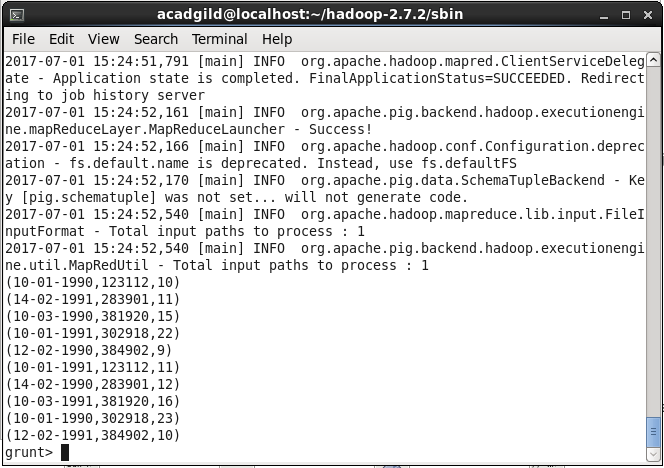 acadgild@localhost:~/hadoop-2.7.2/sbin
File Edit View Search Terminal Help
2017-07-01 15:24:51,791 [main] INFO  org.apache.hadoop.mapred.ClientServiceDeleg
ate - Application state is completed. FinalApplicationStatus=SUCCEEDED. Redirect
ing to job history server
2017-07-01 15:24:52,161 [main] INFO  org.apache.pig.backend.hadoop.executionengi
ne.mapReduceLayer.MapReduceLauncher - Success!
2017-07-01 15:24:52,166 [main] INFO  org.apache.hadoop.conf.Configuration.deprec
ation - fs.default.name is deprecated. Instead, use fs.defaultFS
2017-07-01 15:24:52,170 [main] INFO  org.apache.pig.data.SchemaTupleBackend - Ke
y [pig.schematuple] was not set... will not generate code.
2017-07-01 15:24:52,540 [main] INFO  org.apache.hadoop.mapreduce.lib.input.FileI
nputFormat - Total input paths to process : 1
2017-07-01 15:24:52,540 [main] INFO  org.apache.pig.backend.hadoop.executionengi
ne.util.MapRedUtil - Total input paths to process : 1
(10-01-1990,123112,10)
(14-02-1991,283901,11)
(10-03-1990,381920,15)
(10-01-1991,302918,22)
(12-02-1990,384902,9)
(10-01-1991,123112,11)
(14-02-1990,283901,12)
(10-03-1991,381920,16)
(10-01-1990,302918,23)
(12-02-1991,384902,10)
grunt>